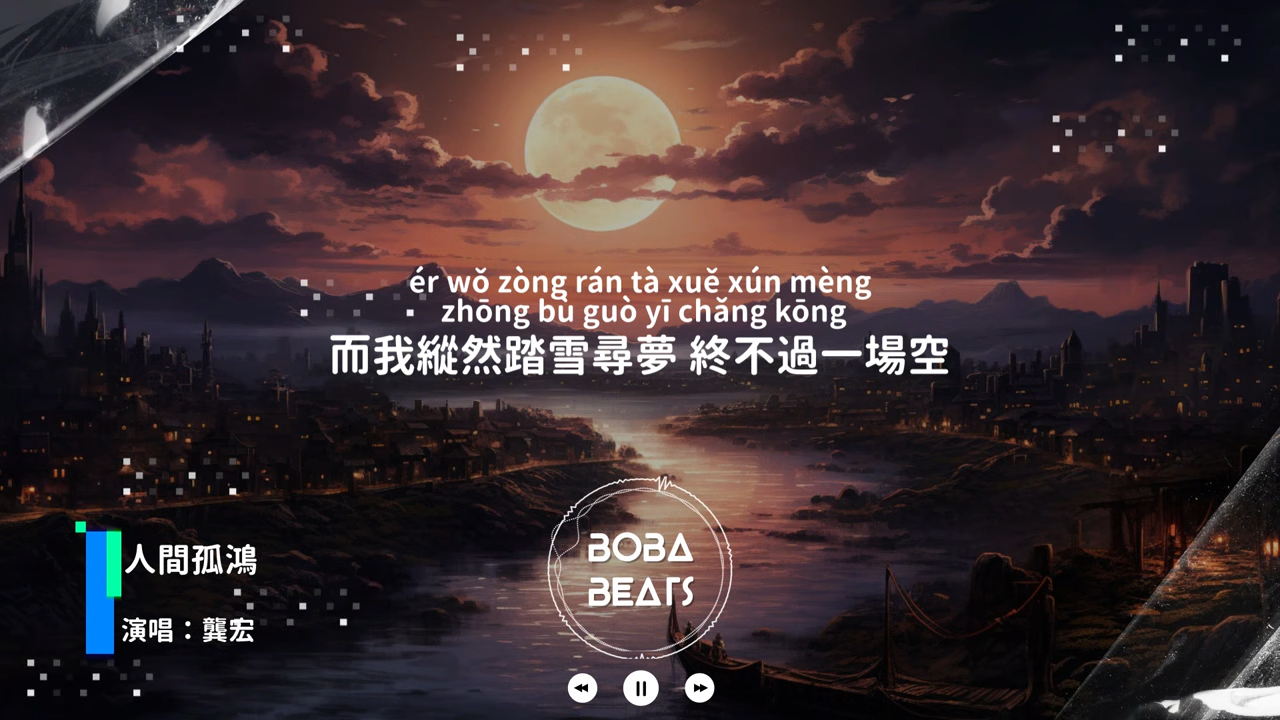 ér wǒ zòng rán tà xuě xún mèng
zhōng bù guò yī chǎng kōng
而我縱然踏雪尋夢 終不過一場空
BOBA
BEATS
人間孤鴻
演唱：龔宏